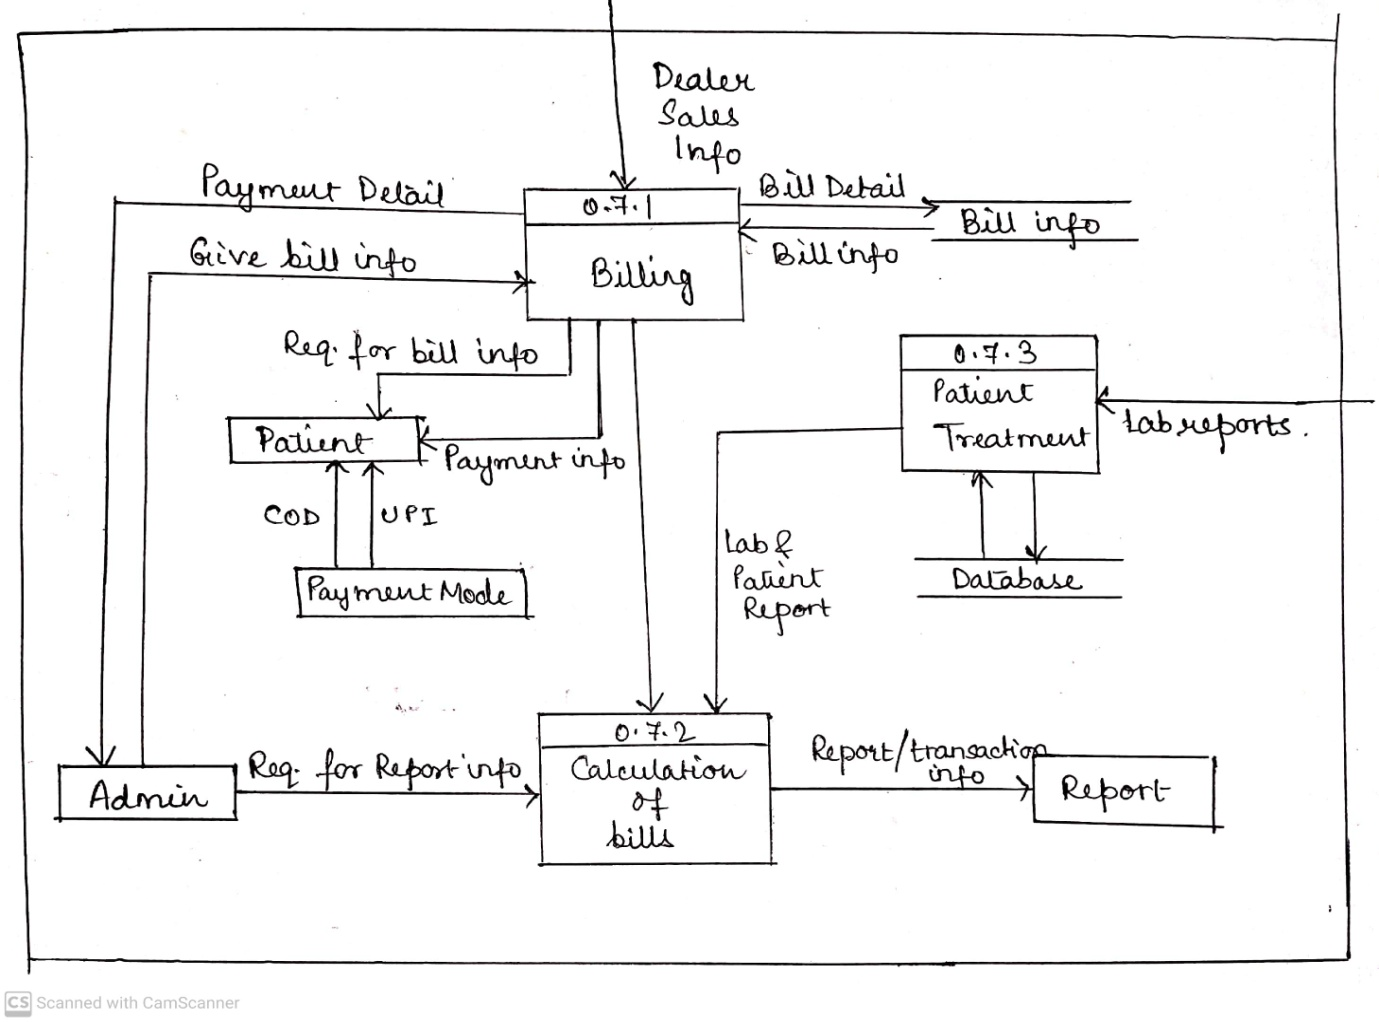 Dealer
Sales
Info
Payment Detail
0.7.1
Bill Detail
Bill info
Give bill info
Billing
Bill info
Req. for bill info
0.7.3
Patient
Treatment
Lab reports.
Patient
Payment info
COD
UPI
Lab &
Patient
Report
Database
Payment Mode
0.7.2
Req. for Report info
Calculation
of
bills
Report/transaction
info
Admin
Report
CS Scanned with CamScanner